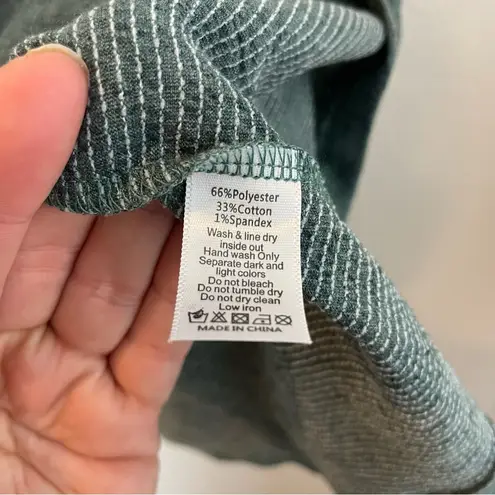 66%Polyester
33%Cotton
1%Spandex
Wash & line dry
inside out
Hand wash Only
Separate dark and
light colors
Do not bleach
Do not tumble dry
Do not dry clean
Low iron
MADE IN CHINA